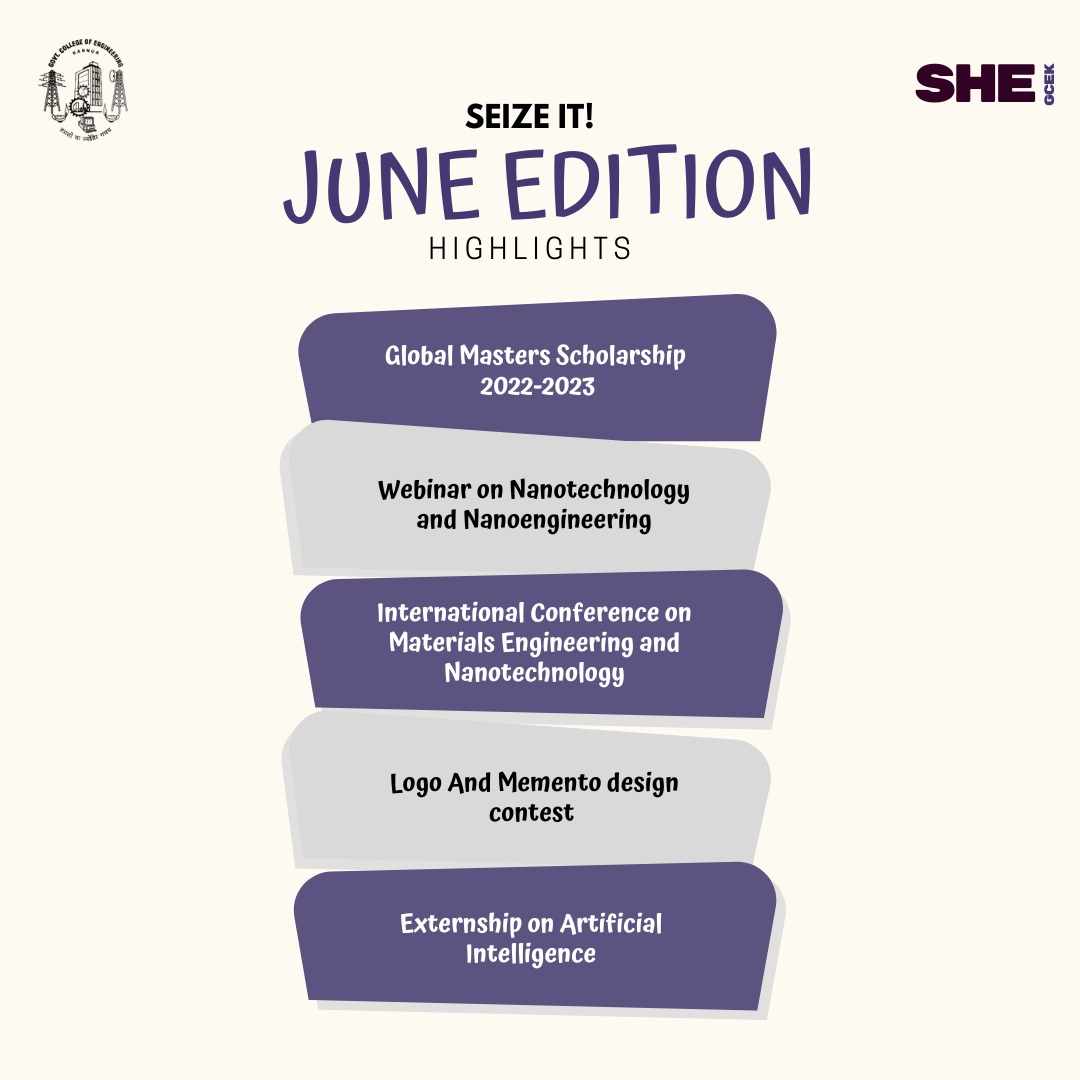 GOVT. COLLEGE OF ENGINEERING
KANNUR
SHE
GCEK
SEIZE IT!
JUNE EDITION
HIGHLIGHTS
Global Masters Scholarship
2022-2023
Webinar on Nanotechnology
and Nanoengineering
International Conference on
Materials Engineering and
Nanotechnology
Logo And Memento design
contest
Externship on Artificial
Intelligence